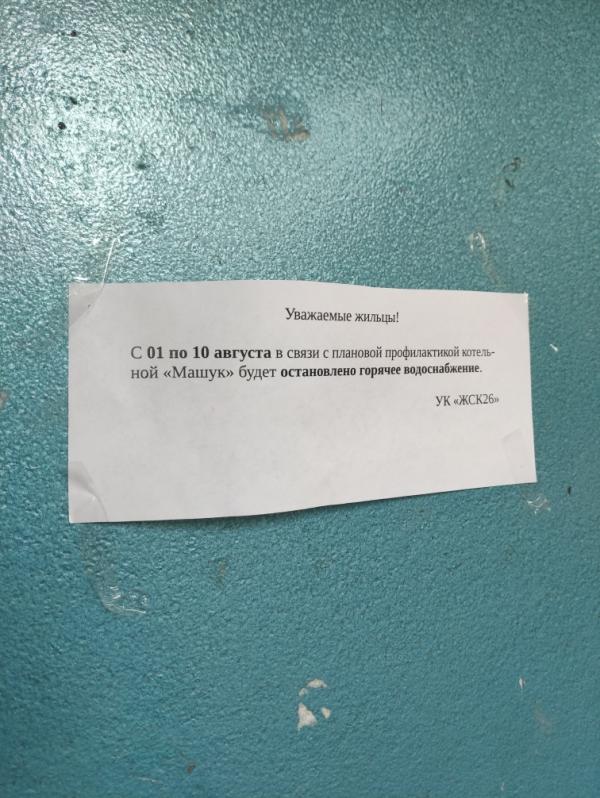 Уважаемые жильцы!
С 01 по 10 августа в связи с плановой профилактикой котель-
ной «Машук» будет остановлено горячее водоснабжение.
УК «ЖСК26»